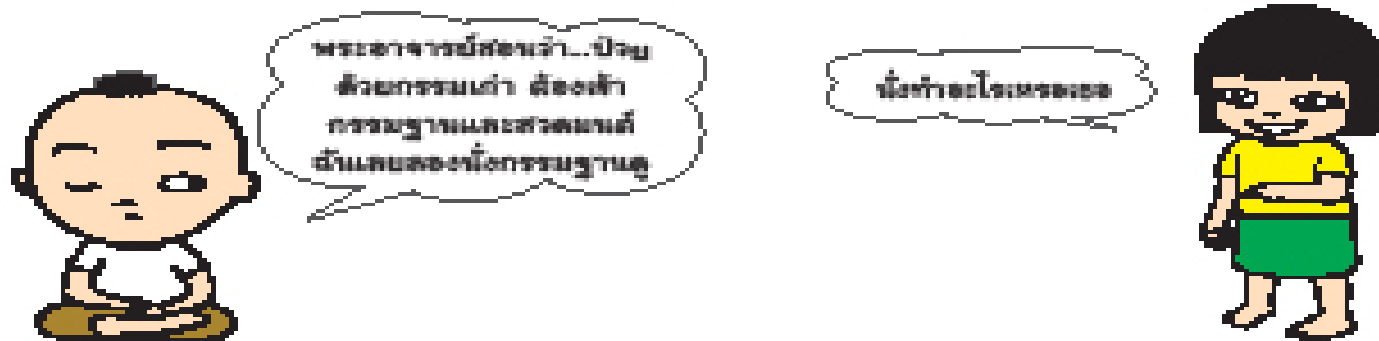 พระอาจารย์สอนว่า...ป่วย
ด้วยกรรมเก่า ต้องเข้า
กรรมฐานและสวดมนต์
ฉันเลยลองนั่งกรรมฐานดู
นั่งทำอะไรเหรอเธอ